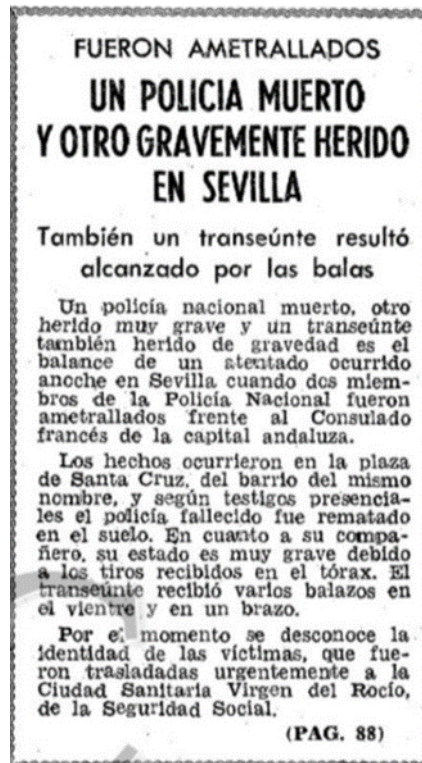 FUERON AMETRALLADOS
UN POLICIA MUERTO
Y OTRO GRAVEMENTE HERIDO
EN SEVILLA
También un transeúnte resultó
alcanzado por las balas
Un policía nacional muerto, otro
herido muy grave y un transeúnte
también herido de gravedad es el
balance de un atentado ocurrido
anoche en Sevilla cuando dos miem-
bros de la Policía Nacional fueron
ametrallados frente al Consulado
francés de la capital andaluza.
Los hechos ocurrieron en la plaza
de Santa Cruz, del barrio del mismo
nombre, y según testigos presencia-
les el policía fallecido fue rematado
en el suelo. En cuanto a su compa-
ñero, su estado es muy grave debido
a los tiros recibidos en el tórax. El
transeúnte recibió varios balazos en
el vientre y en un brazo.
Por el momento se desconoce la
identidad de las víctimas, que fue-
ron trasladadas urgentemente a la
Ciudad Sanitaria Virgen del Rocío,
de la Seguridad Social.
(PAG. 88)